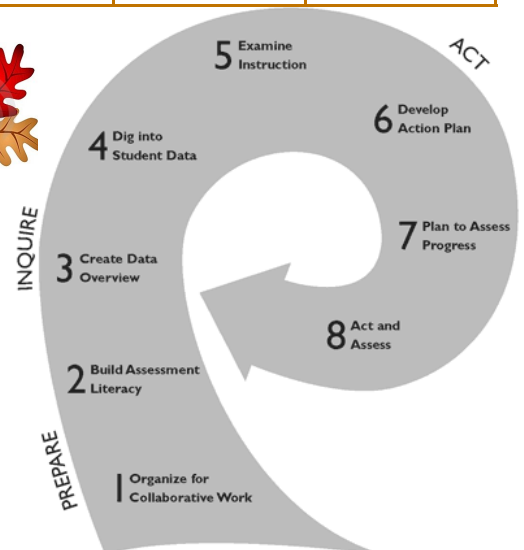 5 Examine
Instruction
ACT
6 Develop
Action Plan
4 Dig into
Student Data
INQUIRE
7 Plan to Assess
Progress
3 Create Data
Overview
8 Act and
Assess
2 Build Assessment
Literacy
PREPARE
1 Organize for
Collaborative Work